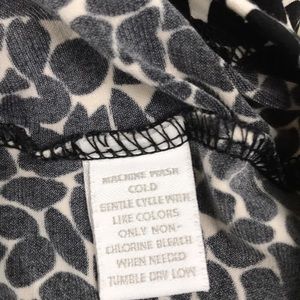 MACHINE WASH
COLD
GENTLE CYCLE WITH
LIKE COLORS
ONLY NON-
CHLORINE BLEACH
WHEN NEEDED
TUMBLE DRY LOW